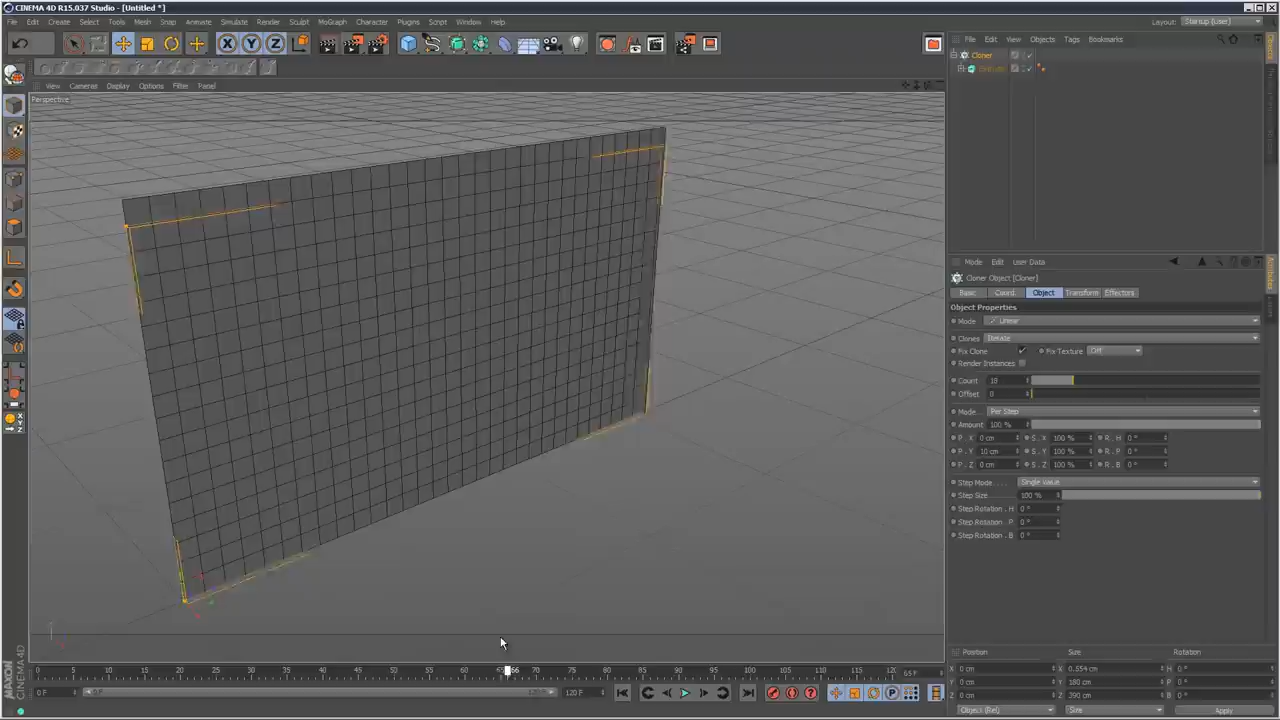 CINEMA 4D R15.037 Studio - [Untitled *]
File Edit Create Select Tools Mesh Snap Animate Simulate Render Sculpt MoGraph Character Plugins Script Window Help
Layout: Startup (User)
File Edit View Objects Tags Bookmarks
View Cameras Display Options Filter Panel
Perspective
Cloner
Mode Edit User Data
Cloner Object [Cloner]
Basic Coord. Object Transform Effectors
Object Properties
Mode Linear
Clones Iterate
Fix Clone Fix Texture Off
Render Instances
Count 18
Offset 0
Mode Per Step
Amount 100 %
P . X 0 cm S . X 100 % R . H 0 °
P . Y 10 cm S . Y 100 % R . P 0 °
P . Z 0 cm S . Z 100 % R . B 0 °
Step Mode Single Value
Step Size 100 %
Step Rotation . H 0 °
Step Rotation . P 0 °
Step Rotation . B 0 °
Objects
Attributes
0 5 10 15 20 25 30 35 40 45 50 55 60 66 70 75 80 85 90 95 100 105 110 115 65 F
0 F 0 F 120 F 120 F
Position Size Rotation
X 0 cm X 0.554 cm H 0 °
Y 0 cm Y 180 cm P 0 °
Z 0 cm Z 390 cm B 0 °
Object (Rel) Size Apply
MAXON
CINEMA 4D